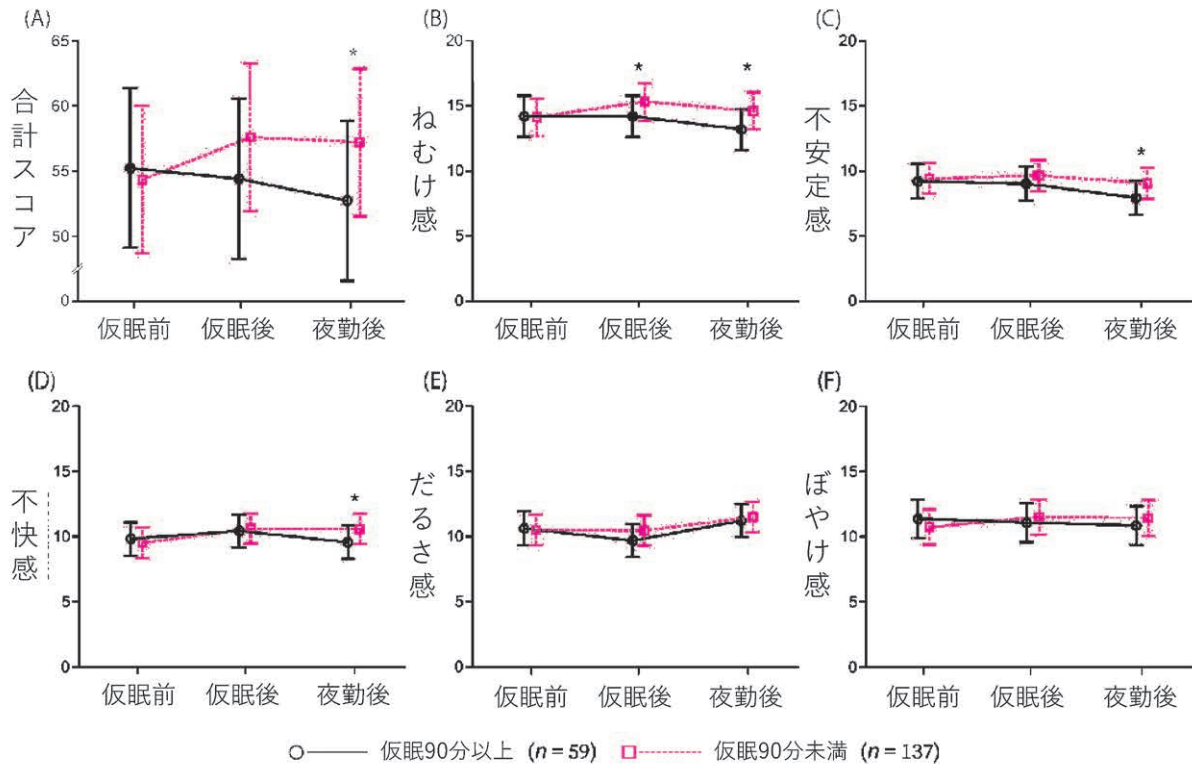 (A)
合計スコア
65
60
55
50
0
*
仮眠前 仮眠後 夜勤後
(B)
ねむけ感
20
15
10
5
0
* *
仮眠前 仮眠後 夜勤後
(C)
不安定感
20
15
10
5
0
*
仮眠前 仮眠後 夜勤後
(D)
不快感
20
15
10
5
0
*
仮眠前 仮眠後 夜勤後
(E)
だるさ感
20
15
10
5
0
仮眠前 仮眠後 夜勤後
(F)
ぼやけ感
20
15
10
5
0
仮眠前 仮眠後 夜勤後
仮眠90分以上 (n = 59) 仮眠90分未満 (n = 137)